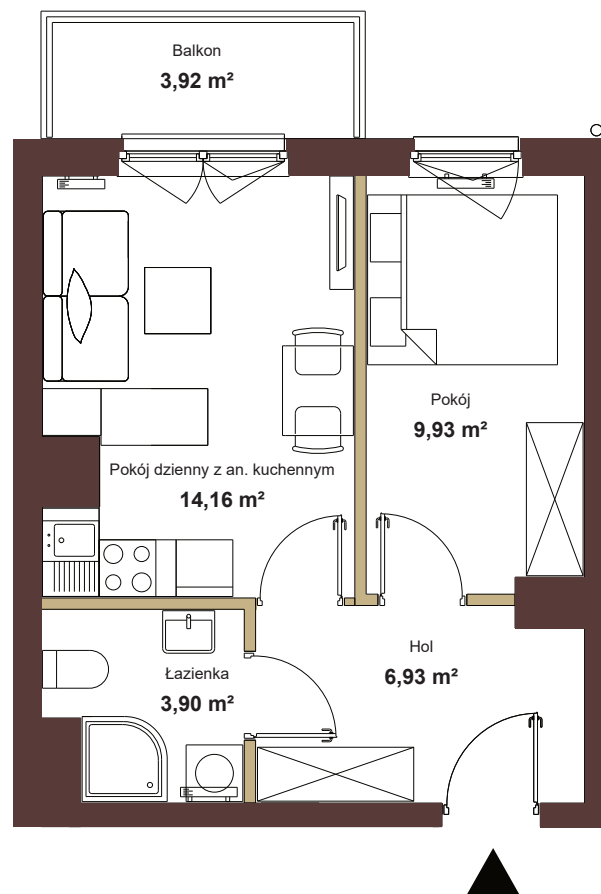 Balkon
3,92 m²
Pokój
9,93 m²
Pokój dzienny z an. kuchennym
14,16 m²
Hol
6,93 m²
Łazienka
3,90 m²